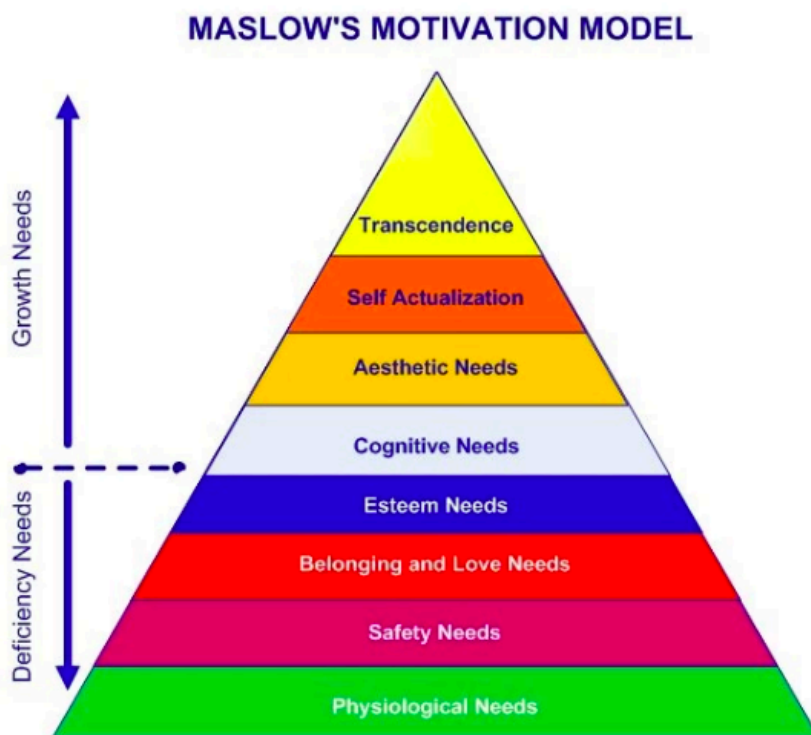 MASLOW'S MOTIVATION MODEL
Growth Needs
Deficiency Needs
Transcendence
Self Actualization
Aesthetic Needs
Cognitive Needs
Esteem Needs
Belonging and Love Needs
Safety Needs
Physiological Needs